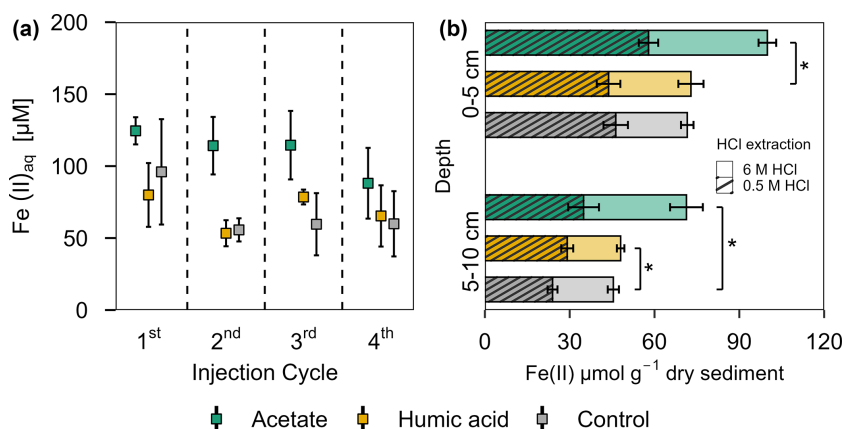 (a)
200
150
100
50
0
Fe (II)aq [µM]
1st 2nd 3rd 4th
Injection Cycle
(b)
0-5 cm
5-10 cm
Depth
*
*
*
HCl extraction
6 M HCl
0.5 M HCl
0 30 60 90 120
Fe(II) µmol g−1 dry sediment
Acetate Humic acid Control